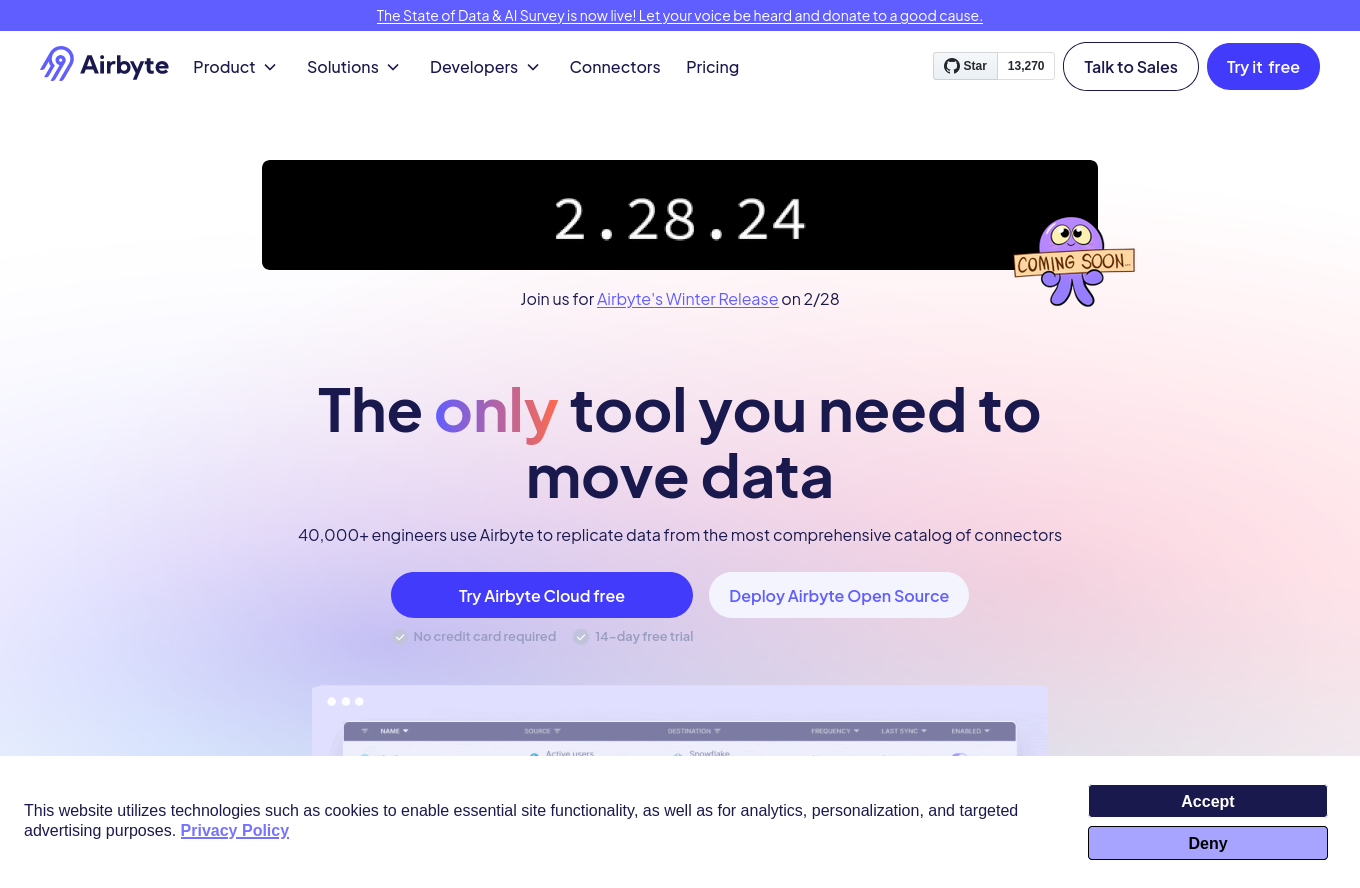 The State of Data & AI Survey is now live! Let your voice be heard and donate to a good cause.
Airbyte
Product
Solutions
Developers
Connectors
Pricing
Star
13,270
Talk to Sales
Try it free
2.28.24
COMING SOON...
Join us for Airbyte's Winter Release on 2/28
The only tool you need to
move data
40,000+ engineers use Airbyte to replicate data from the most comprehensive catalog of connectors
Try Airbyte Cloud free
Deploy Airbyte Open Source
No credit card required
14-day free trial
NAME
SOURCE
DESTINATION
FREQUENCY
LAST SYNC
ENABLED
Active users
Snowflake
This website utilizes technologies such as cookies to enable essential site functionality, as well as for analytics, personalization, and targeted
advertising purposes. Privacy Policy
Accept
Deny